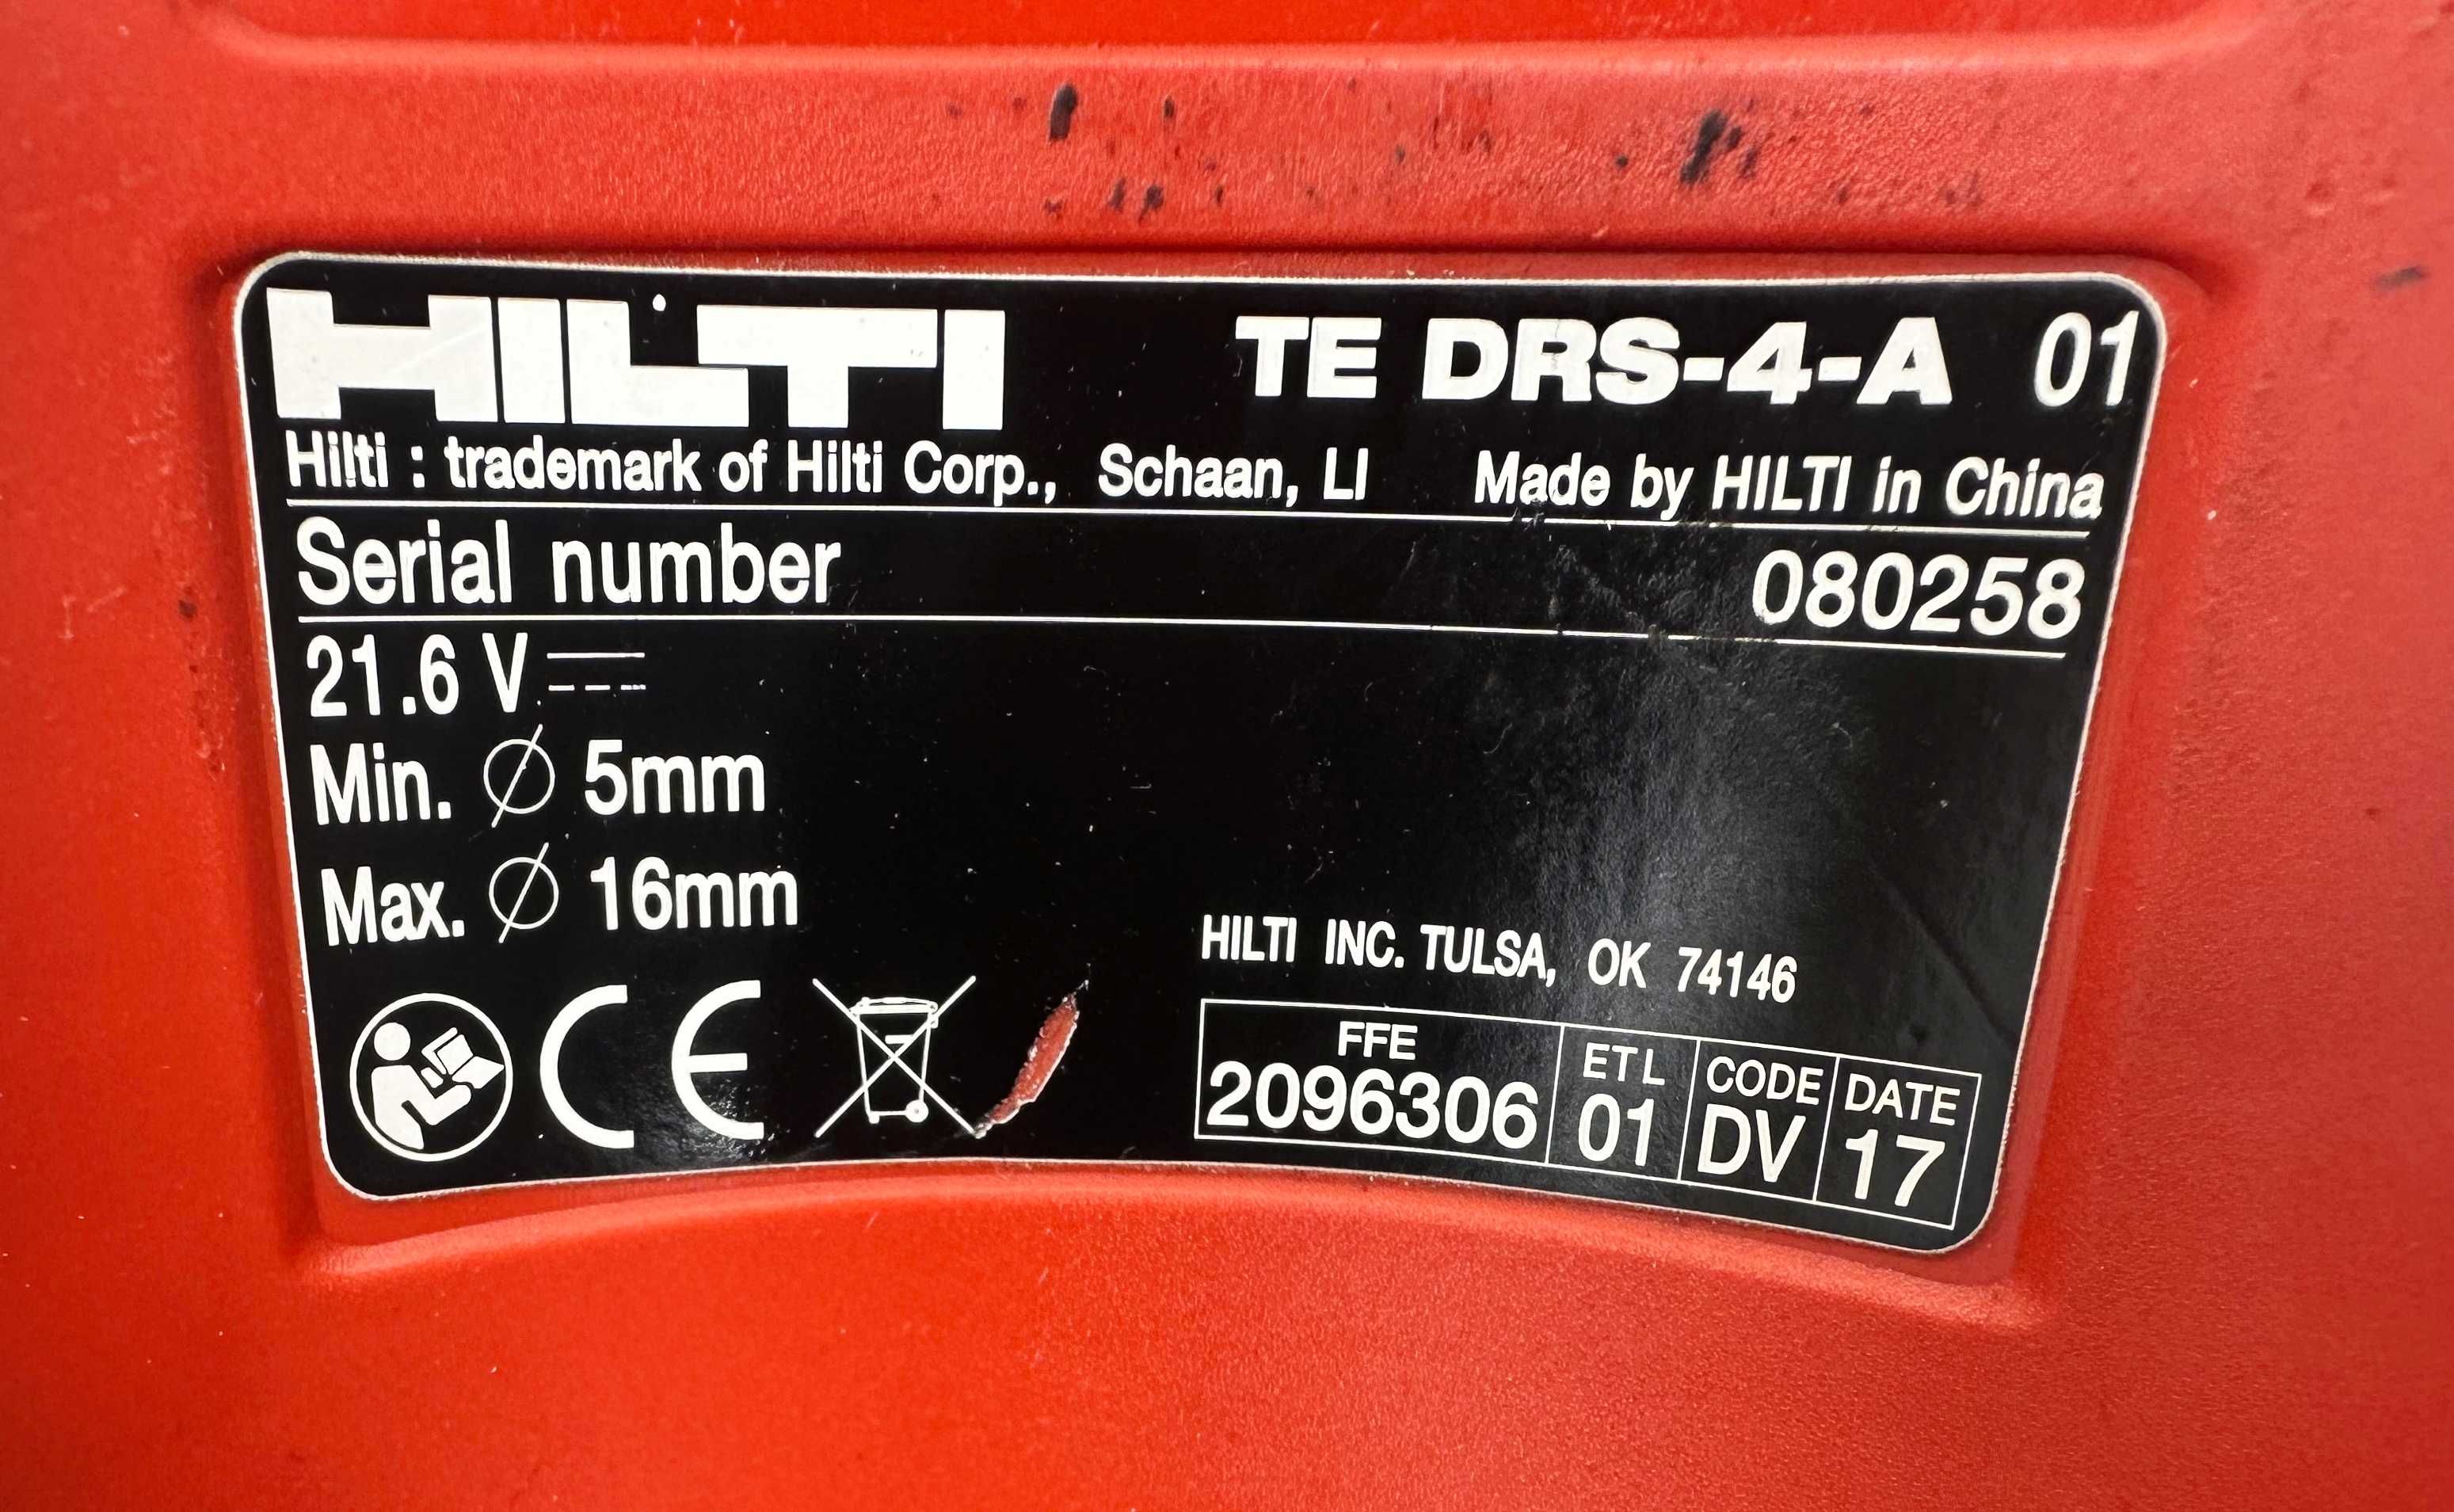 HILTI TE DRS-4-A 01
Hilti : trademark of Hilti Corp., Schaan, LI Made by HILTI in China
Serial number 080258
21.6 V
Min. Ø 5mm
Max. Ø 16mm
HILTI INC. TULSA, OK 74146
CE
FFE ETL CODE DATE
2096306 01 DV 17